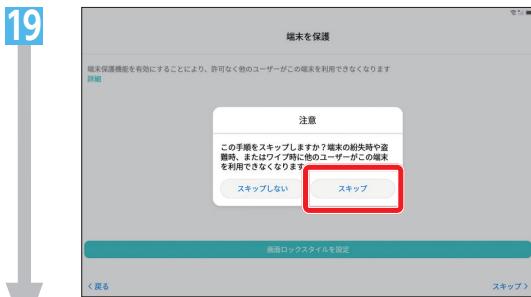 19
端末を保護
端末保護機能を有効にすることにより、許可なく他のユーザーがこの端末を利用できなくなります
詳細
注意
この手順をスキップしますか？端末の紛失時や盗
難時、またはワイプ時に他のユーザーがこの端末
を利用できなくなります。
スキップしない
スキップ
画面ロックスタイルを設定
く戻る
スキップ >